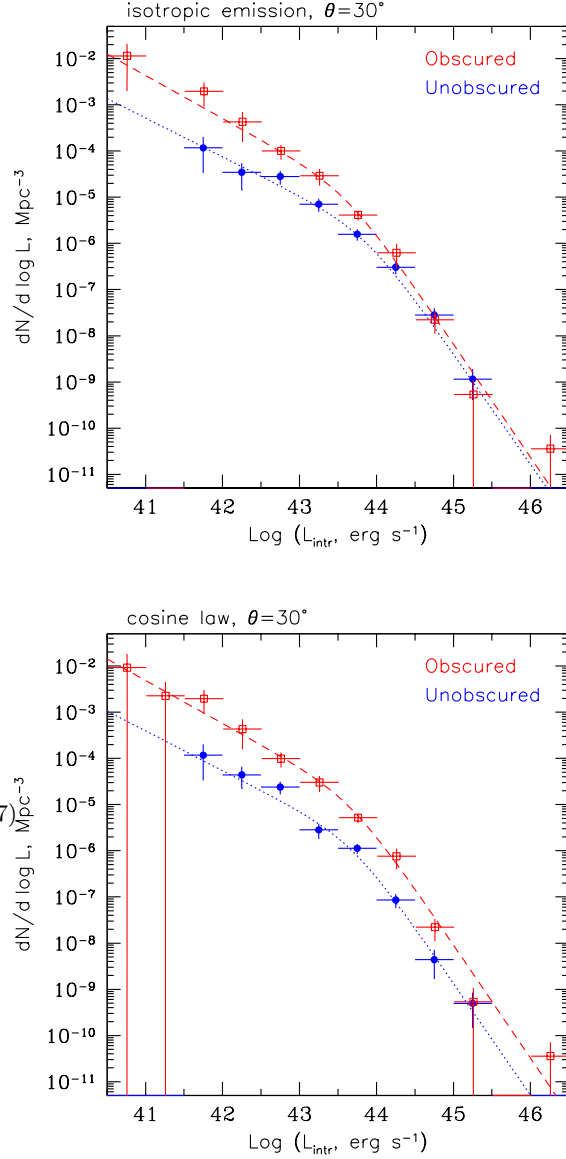 isotropic emission, θ=30°
Obscured
Unobscured
dN/d log L, Mpc⁻³
10⁻²
10⁻³
10⁻⁴
10⁻⁵
10⁻⁶
10⁻⁷
10⁻⁸
10⁻⁹
10⁻¹⁰
10⁻¹¹
41 42 43 44 45 46
Log (L_intr, erg s⁻¹)
cosine law, θ=30°
Obscured
Unobscured
7)
dN/d log L, Mpc⁻³
10⁻²
10⁻³
10⁻⁴
10⁻⁵
10⁻⁶
10⁻⁷
10⁻⁸
10⁻⁹
10⁻¹⁰
10⁻¹¹
41 42 43 44 45 46
Log (L_intr, erg s⁻¹)